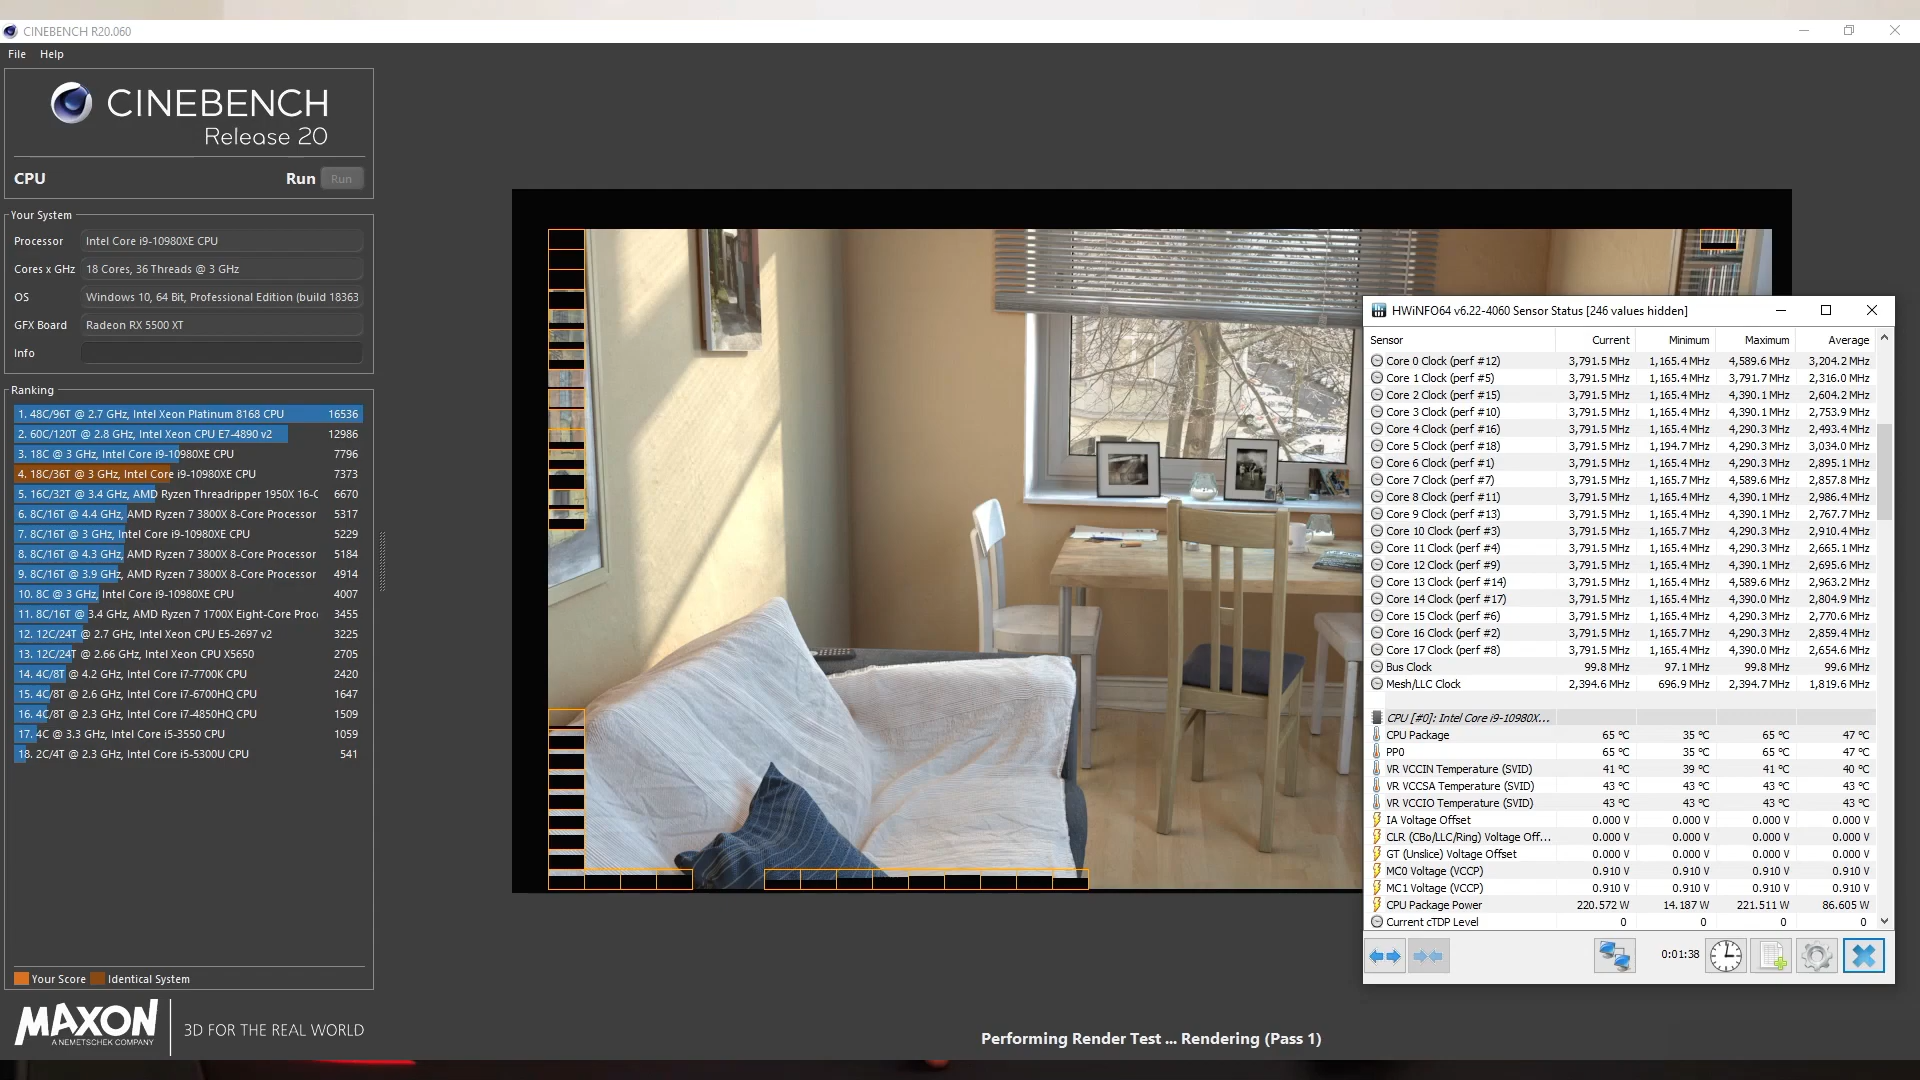 CINEBENCH R20.060
File Help
CINEBENCH
Release 20
CPU Run Run
Your System
Processor Intel Core i9-10980XE CPU
Cores x GHz 18 Cores, 36 Threads @ 3 GHz
OS Windows 10, 64 Bit, Professional Edition (build 18363
GFX Board Radeon RX 5500 XT
Info
Ranking
1. 48C/96T @ 2.7 GHz, Intel Xeon Platinum 8168 CPU 16536
2. 60C/120T @ 2.8 GHz, Intel Xeon CPU E7-4890 v2 12986
3. 18C @ 3 GHz, Intel Core i9-10980XE CPU 7796
4. 18C/36T @ 3 GHz, Intel Core i9-10980XE CPU 7373
5. 16C/32T @ 3.4 GHz, AMD Ryzen Threadripper 1950X 16-C 6670
6. 8C/16T @ 4.4 GHz, AMD Ryzen 7 3800X 8-Core Processor 5317
7. 8C/16T @ 3 GHz, Intel Core i9-10980XE CPU 5229
8. 8C/16T @ 4.3 GHz, AMD Ryzen 7 3800X 8-Core Processor 5184
9. 8C/16T @ 3.9 GHz, AMD Ryzen 7 3800X 8-Core Processor 4914
10. 8C @ 3 GHz, Intel Core i9-10980XE CPU 4007
11. 8C/16T @ 3.4 GHz, AMD Ryzen 7 1700X Eight-Core Proc 3455
12. 12C/24T @ 2.7 GHz, Intel Xeon CPU E5-2697 v2 3225
13. 12C/24T @ 2.66 GHz, Intel Xeon CPU X5650 2705
14. 4C/8T @ 4.2 GHz, Intel Core i7-7700K CPU 2420
15. 4C/8T @ 2.6 GHz, Intel Core i7-6700HQ CPU 1647
16. 4C/8T @ 2.3 GHz, Intel Core i7-4850HQ CPU 1509
17. 4C @ 3.3 GHz, Intel Core i5-3550 CPU 1059
18. 2C/4T @ 2.3 GHz, Intel Core i5-5300U CPU 541
Your Score Identical System
MAXON
A NEMETSCHEK COMPANY
3D FOR THE REAL WORLD
Performing Render Test ... Rendering (Pass 1)
HWiNFO64 v6.22-4060 Sensor Status [246 values hidden]
Sensor Current Minimum Maximum Average
Core 0 Clock (perf #12) 3,791.5 MHz 1,165.4 MHz 4,589.6 MHz 3,204.2 MHz
Core 1 Clock (perf #5) 3,791.5 MHz 1,165.4 MHz 3,791.7 MHz 2,316.0 MHz
Core 2 Clock (perf #15) 3,791.5 MHz 1,165.4 MHz 4,390.1 MHz 2,604.2 MHz
Core 3 Clock (perf #10) 3,791.5 MHz 1,165.4 MHz 4,390.1 MHz 2,753.9 MHz
Core 4 Clock (perf #16) 3,791.5 MHz 1,165.4 MHz 4,290.3 MHz 2,493.4 MHz
Core 5 Clock (perf #18) 3,791.5 MHz 1,194.7 MHz 4,290.3 MHz 3,034.0 MHz
Core 6 Clock (perf #1) 3,791.5 MHz 1,165.4 MHz 4,290.3 MHz 2,895.1 MHz
Core 7 Clock (perf #7) 3,791.5 MHz 1,165.7 MHz 4,589.6 MHz 2,857.8 MHz
Core 8 Clock (perf #11) 3,791.5 MHz 1,165.4 MHz 4,390.1 MHz 2,986.4 MHz
Core 9 Clock (perf #13) 3,791.5 MHz 1,165.4 MHz 4,390.1 MHz 2,767.7 MHz
Core 10 Clock (perf #3) 3,791.5 MHz 1,165.7 MHz 4,290.3 MHz 2,910.4 MHz
Core 11 Clock (perf #4) 3,791.5 MHz 1,165.4 MHz 4,290.3 MHz 2,665.1 MHz
Core 12 Clock (perf #9) 3,791.5 MHz 1,165.4 MHz 4,390.1 MHz 2,695.6 MHz
Core 13 Clock (perf #14) 3,791.5 MHz 1,165.4 MHz 4,589.6 MHz 2,963.2 MHz
Core 14 Clock (perf #17) 3,791.5 MHz 1,165.4 MHz 4,390.0 MHz 2,804.9 MHz
Core 15 Clock (perf #6) 3,791.5 MHz 1,165.4 MHz 4,290.3 MHz 2,770.6 MHz
Core 16 Clock (perf #2) 3,791.5 MHz 1,165.7 MHz 4,290.3 MHz 2,859.4 MHz
Core 17 Clock (perf #8) 3,791.5 MHz 1,165.4 MHz 4,390.0 MHz 2,654.6 MHz
Bus Clock 99.8 MHz 97.1 MHz 99.8 MHz 99.6 MHz
Mesh/LLC Clock 2,394.6 MHz 696.9 MHz 2,394.7 MHz 1,819.6 MHz
CPU [#0]: Intel Core i9-10980X...
CPU Package 65 °C 35 °C 65 °C 47 °C
PP0 65 °C 35 °C 65 °C 47 °C
VR VCCIN Temperature (SVID) 41 °C 39 °C 41 °C 40 °C
VR VCCSA Temperature (SVID) 43 °C 43 °C 43 °C 43 °C
VR VCCIO Temperature (SVID) 43 °C 43 °C 43 °C 43 °C
IA Voltage Offset 0.000 V 0.000 V 0.000 V 0.000 V
CLR (CBo/LLC/Ring) Voltage Off... 0.000 V 0.000 V 0.000 V 0.000 V
GT (Unslice) Voltage Offset 0.000 V 0.000 V 0.000 V 0.000 V
MC0 Voltage (VCCP) 0.910 V 0.910 V 0.910 V 0.910 V
MC1 Voltage (VCCP) 0.910 V 0.910 V 0.910 V 0.910 V
CPU Package Power 220.572 W 14.187 W 221.511 W 86.605 W
Current cTDP Level 0 0 0 0
0:01:38